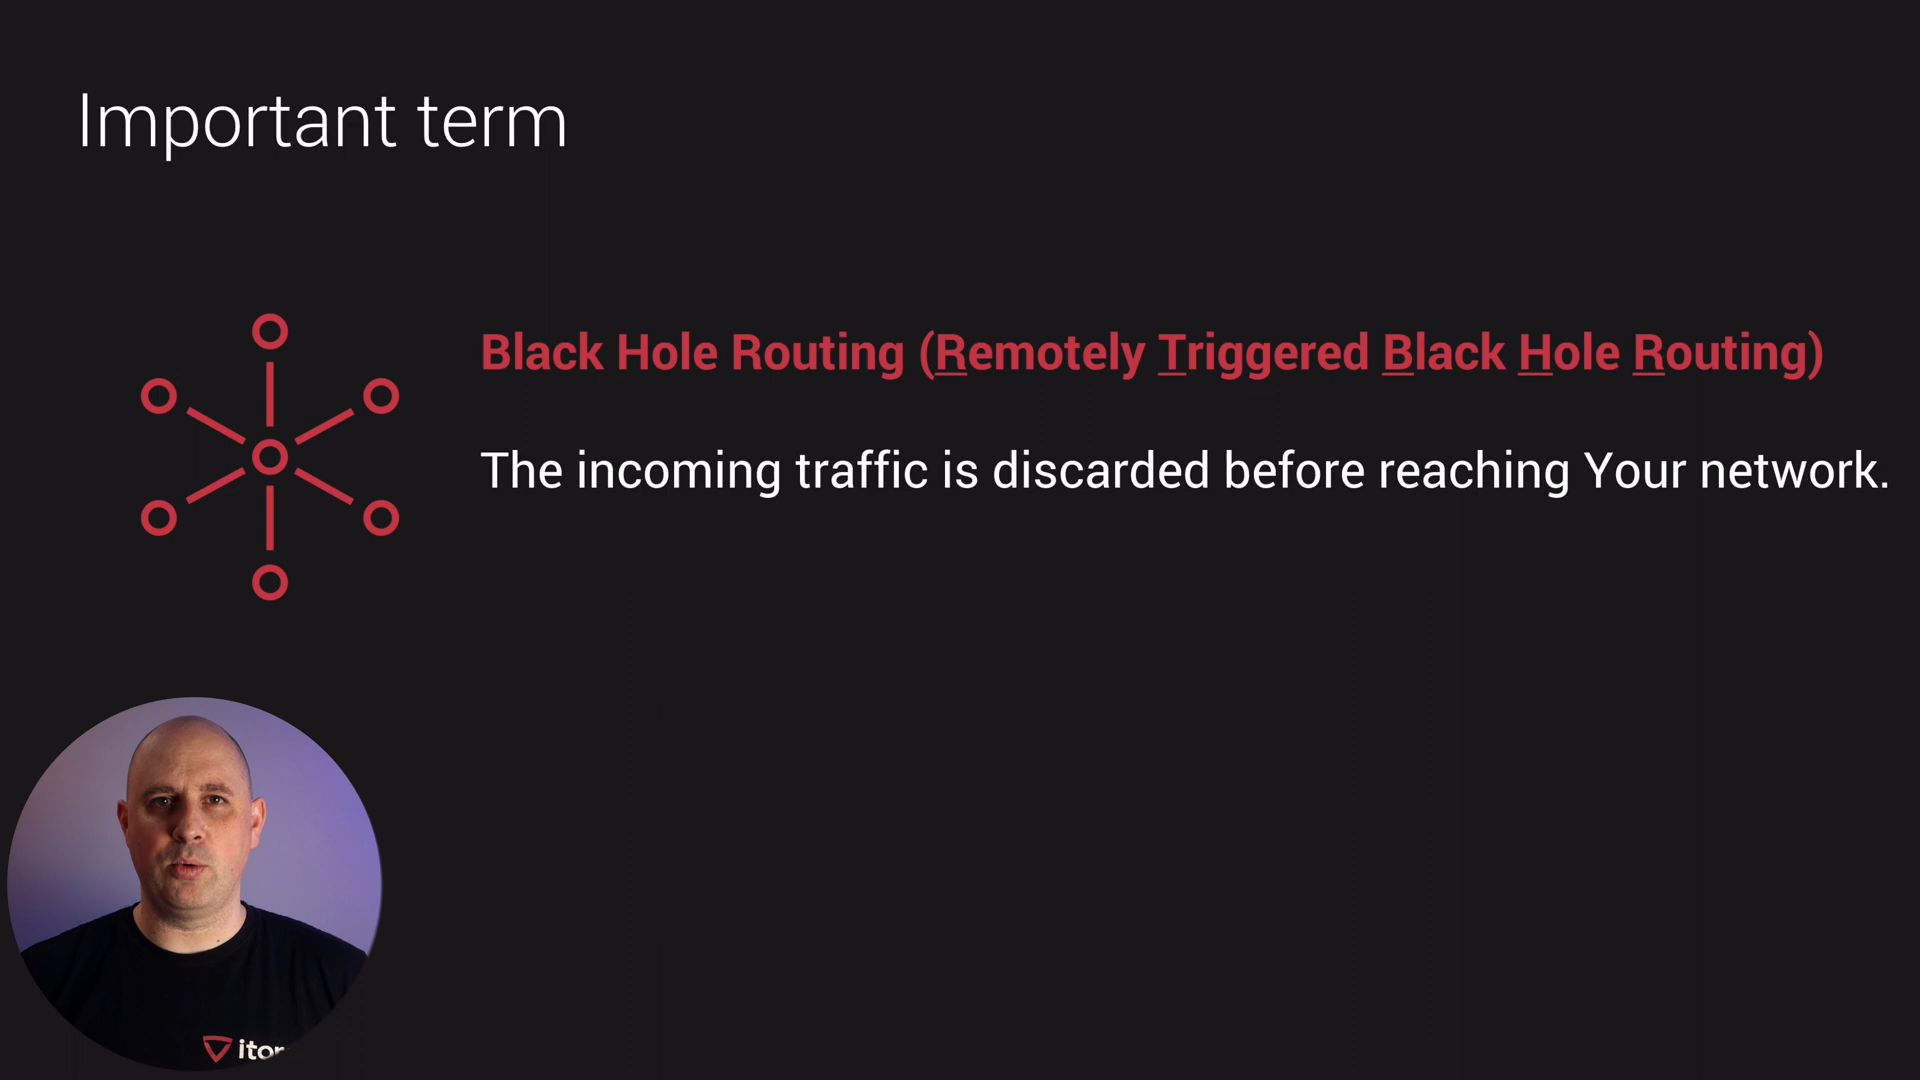 Important term
Black Hole Routing (Remotely Triggered Black Hole Routing)
The incoming traffic is discarded before reaching Your network.